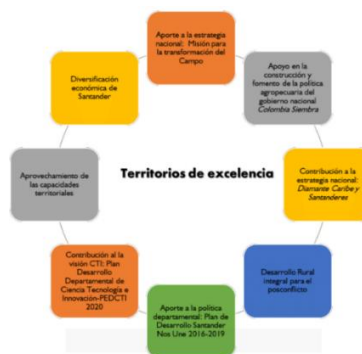 Aporte a la estrategia
nacional: Misión para
la transformación del
Campo
Apoyo en la
construcción y
fomento de la política
agropecuaria del
gobierno nacional
Colombia Siembra
Contribución a la
estrategia nacional:
Diamante Caribe y
Santanderes
Desarrollo Rural
integral para el
posconflicto
Aporte a la política
departamental: Plan de
Desarrollo Santander
Nos Une 2016-2019
Contribución al la
visión CTI: Plan
Desarrollo
Departamental de
Ciencia Tecnología e
Innovación-PEDCTI
2020
Aprovechamiento de
las capacidades
territoriales
Diversificación
económica de
Santander
Territorios de excelencia